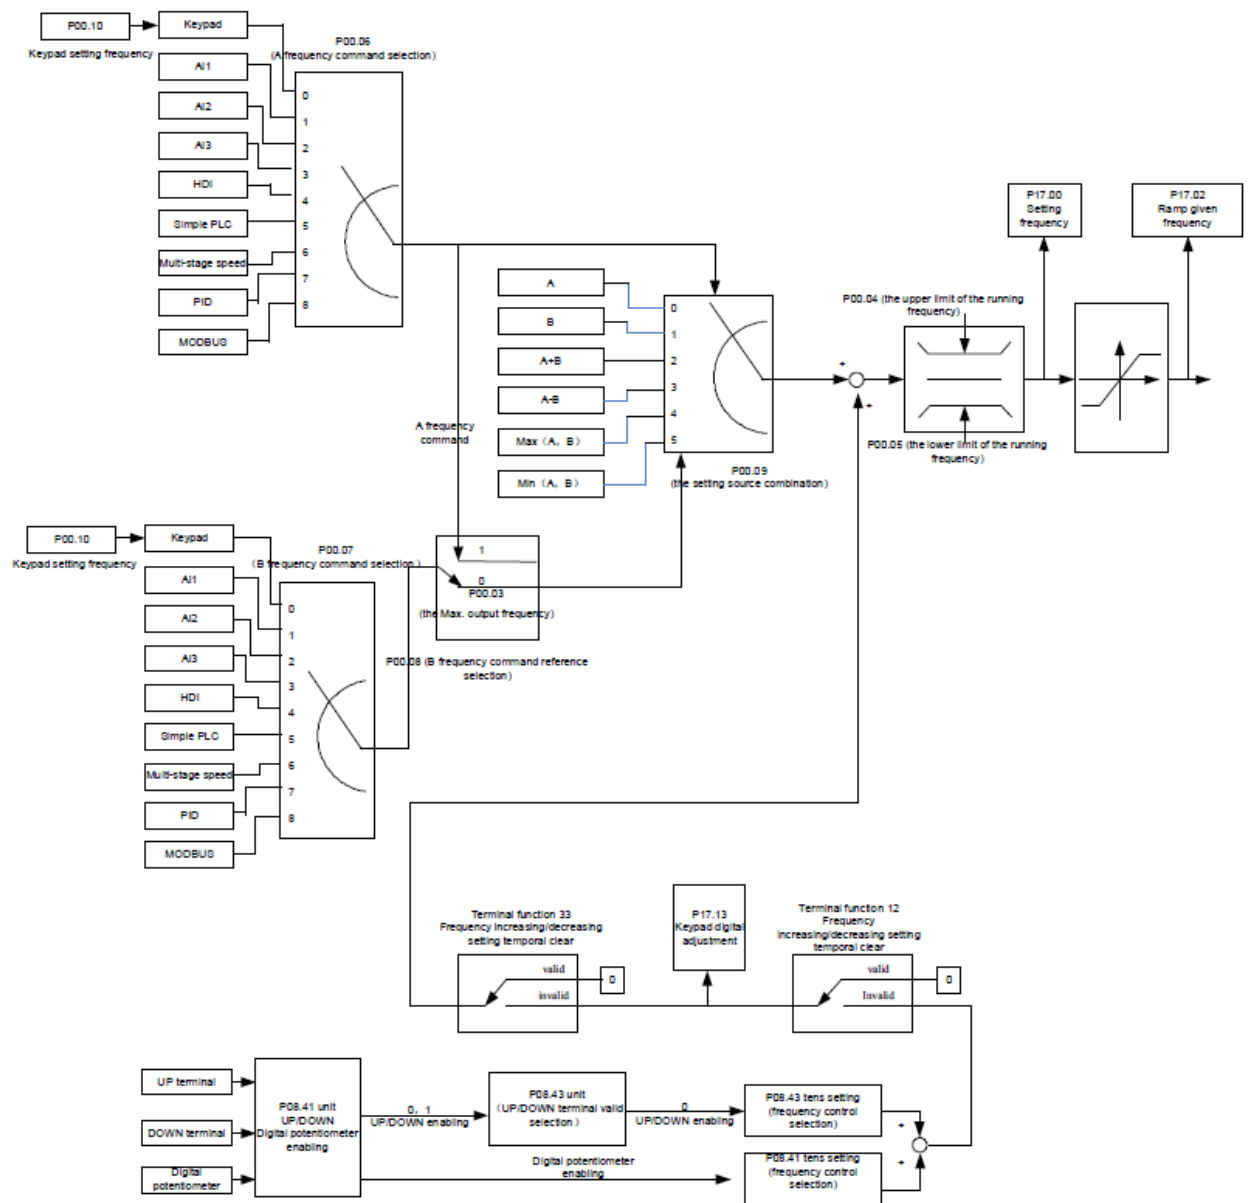 P00.10
Keypad
Keypad setting frequency
P00.06
(A frequency command selection)
AI1
AI2
AI3
HDI
Simple PLC
Multi-stage speed
PID
MODBUS
0
1
2
3
4
5
6
7
8
A
B
A+B
A-B
Max（A，B）
Min（A，B）
0
1
2
3
4
5
P00.09
(the setting source combination)
A frequency
command
+
+
P00.04 (the upper limit of the running
frequency)
P00.05 (the lower limit of the running
frequency)
P17.00
Setting
frequency
P17.02
Ramp given
frequency
P00.10
Keypad
Keypad setting frequency
P00.07
（B frequency command selection )
AI1
AI2
AI3
HDI
Simple PLC
Multi-stage speed
PID
MODBUS
0
1
2
3
4
5
6
7
8
1
0
P00.03
(the Max. output frequency)
P00.08 (B frequency command reference
selection)
Terminal function 33
Frequency increasing/decreasing
setting temporal clear
valid
invalid
0
P17.13
Keypad digital
adjustment
Terminal function 12
Frequency
increasing/decreasing setting
temporal clear
valid
Invalid
0
UP terminal
DOWN terminal
Digital
potentiometer
P08.41 unit
UP/DOWN
Digital potentiometer
enabling
0，1
UP/DOWN enabling
P08.43 unit
（UP/DOWN terminal valid
selection）
0
UP/DOWN enabling
P08.43 tens setting
(frequency control
selection)
Digital potentiometer
enabling
P08.41 tens setting
(frequency control
selection)
+
+